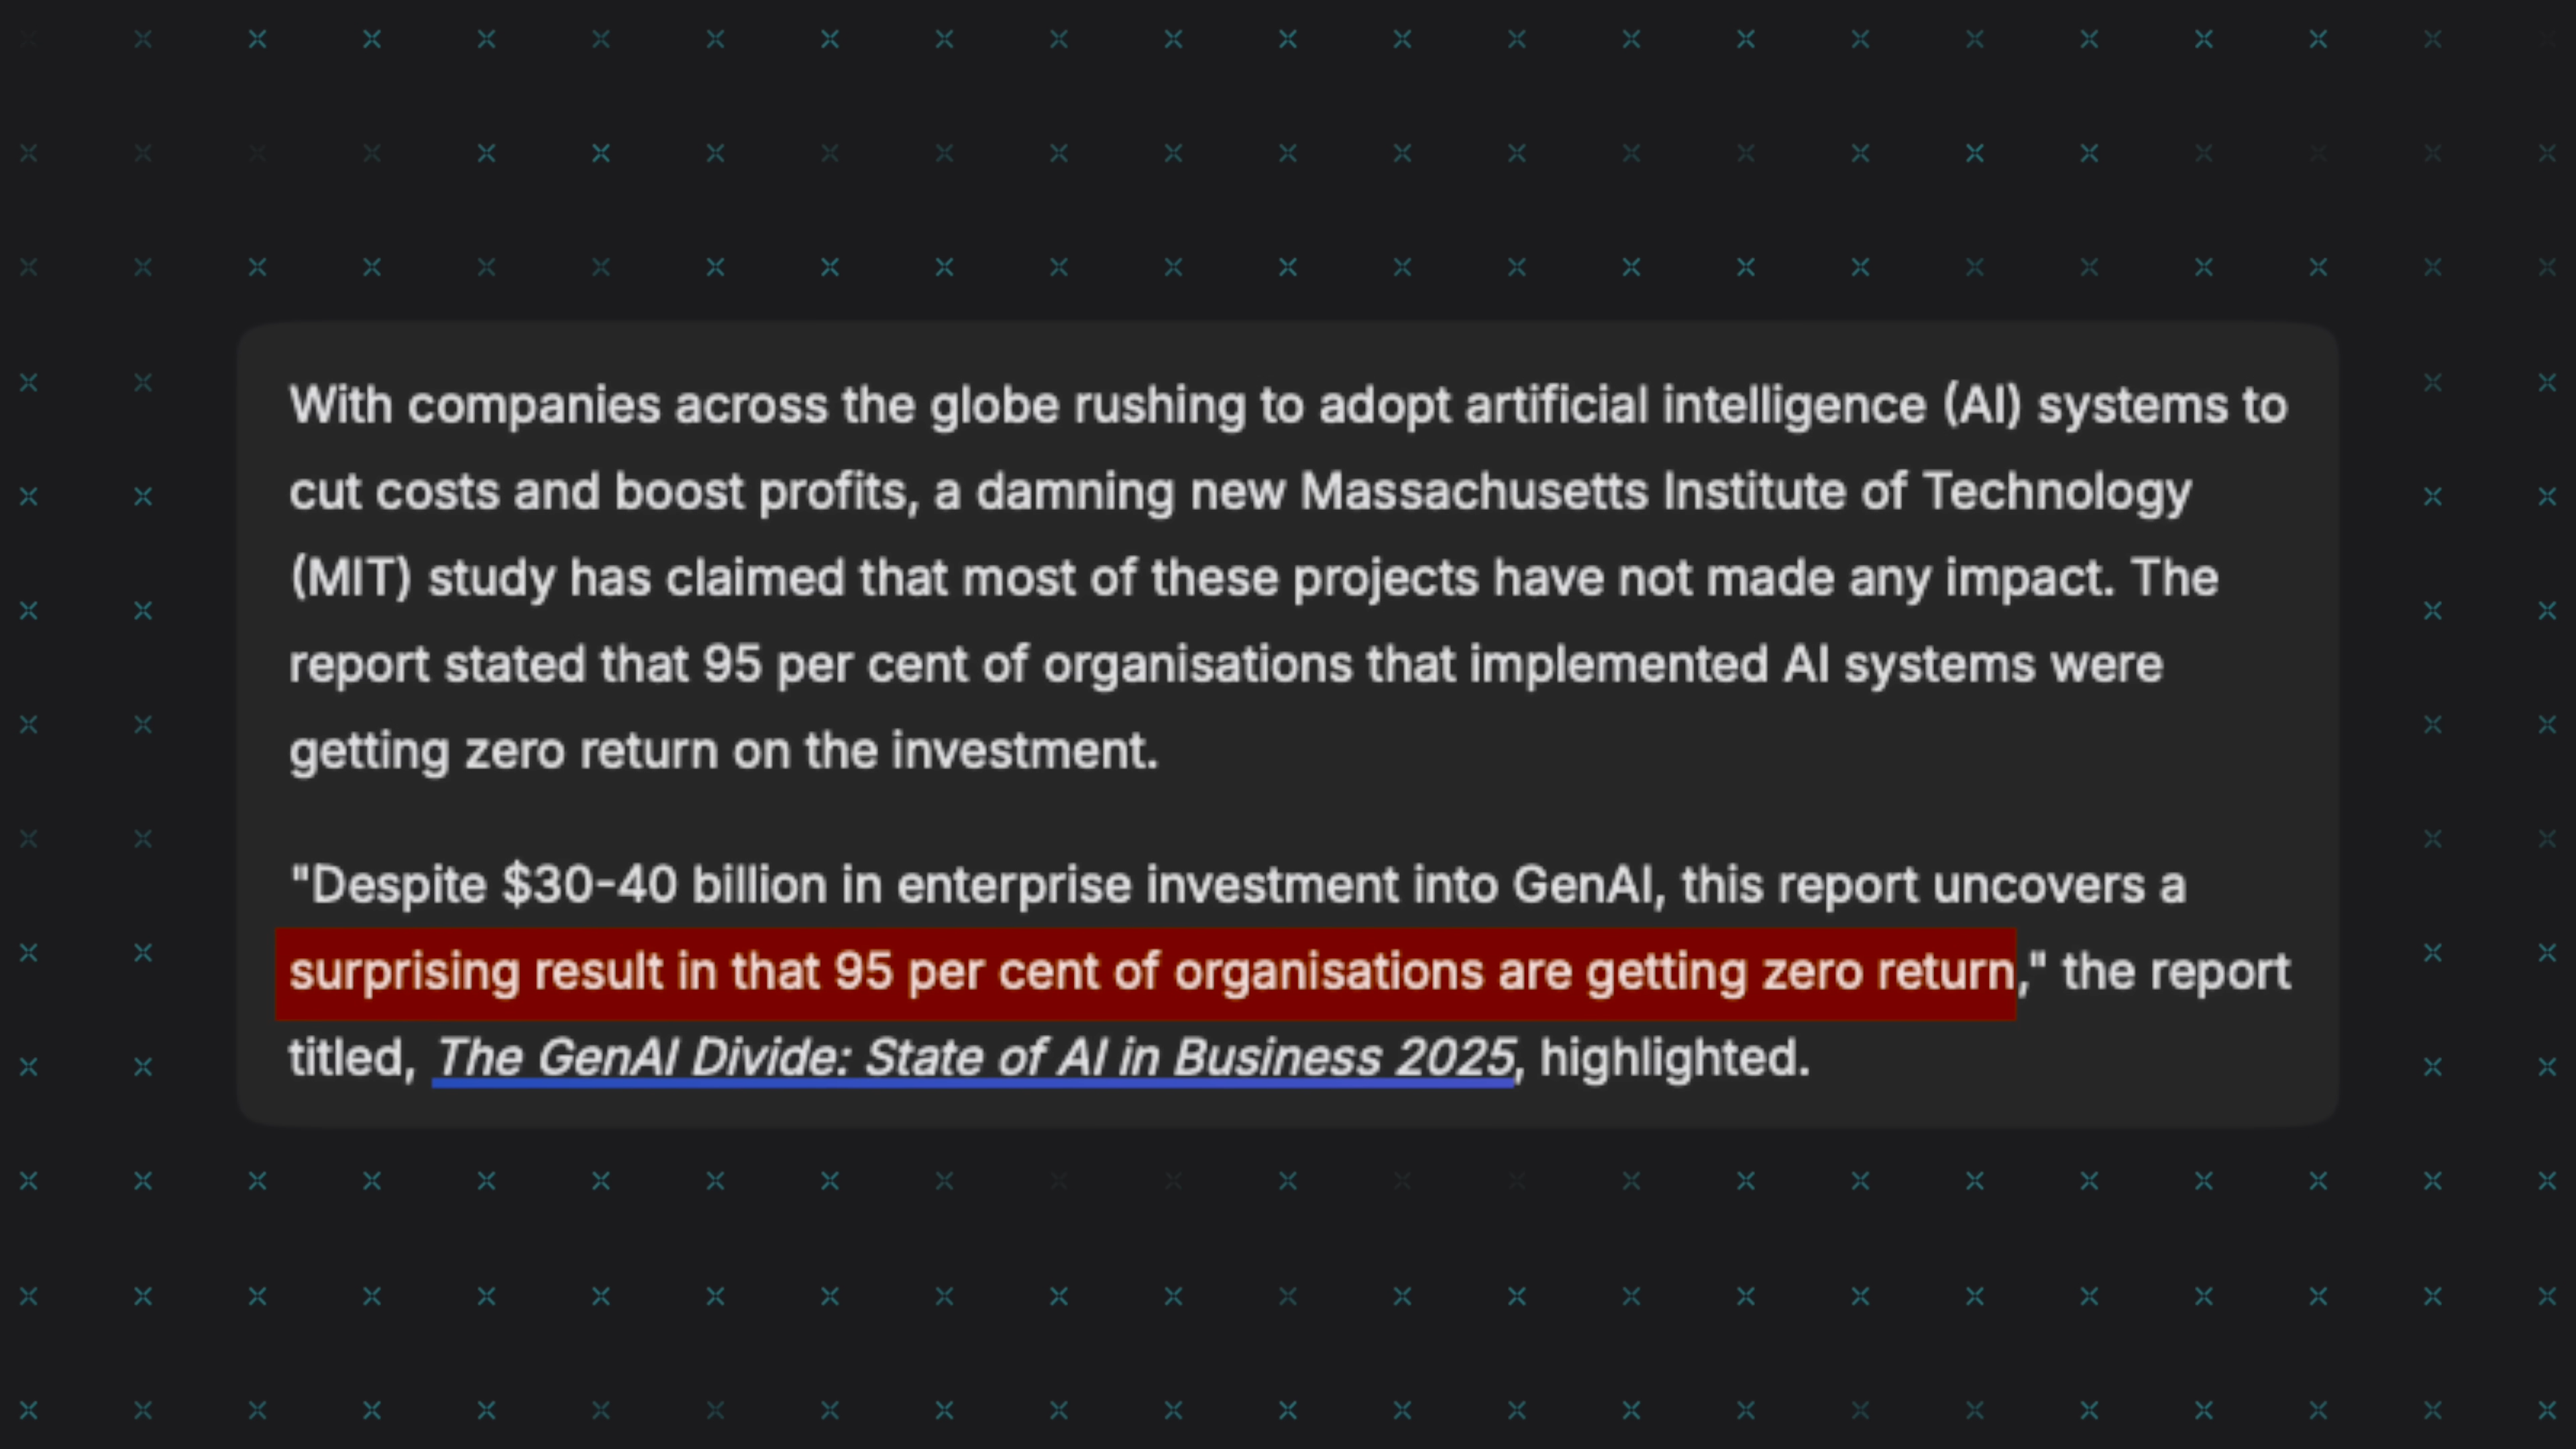 With companies across the globe rushing to adopt artificial intelligence (AI) systems to
cut costs and boost profits, a damning new Massachusetts Institute of Technology
(MIT) study has claimed that most of these projects have not made any impact. The
report stated that 95 per cent of organisations that implemented AI systems were
getting zero return on the investment.
"Despite $30-40 billion in enterprise investment into GenAI, this report uncovers a
surprising result in that 95 per cent of organisations are getting zero return," the report
titled, The GenAI Divide: State of AI in Business 2025, highlighted.